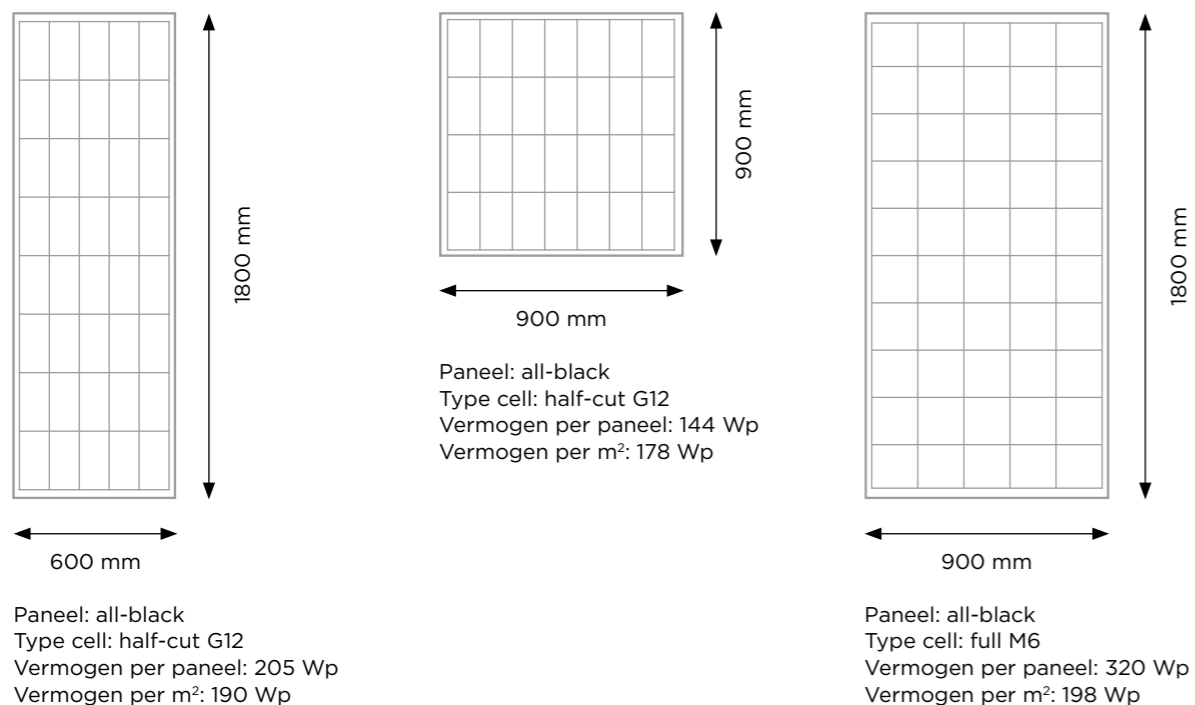 1800 mm
600 mm
Paneel: all-black
Type cell: half-cut G12
Vermogen per paneel: 205 Wp
Vermogen per m²: 190 Wp
900 mm
900 mm
Paneel: all-black
Type cell: half-cut G12
Vermogen per paneel: 144 Wp
Vermogen per m²: 178 Wp
1800 mm
900 mm
Paneel: all-black
Type cell: full M6
Vermogen per paneel: 320 Wp
Vermogen per m²: 198 Wp